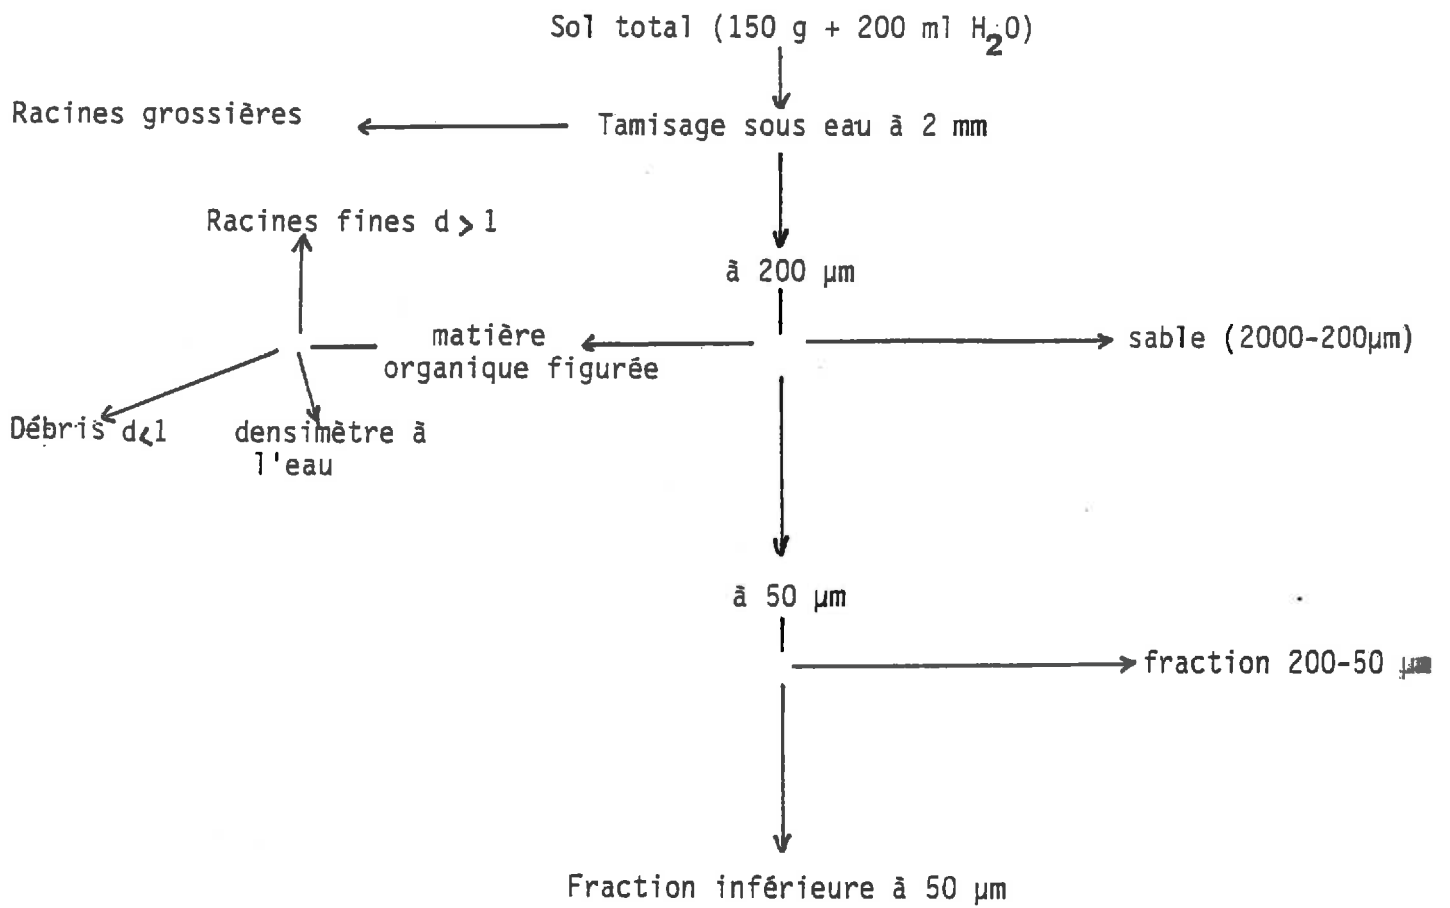 Sol total (150 g + 200 ml H2O)
Racines grossières
Tamisage sous eau à 2 mm
Racines fines d > 1
à 200 µm
matière
organique figurée
sable (2000-200µm)
Débris d<1
densimètre à
l'eau
à 50 µm
fraction 200-50 µm
Fraction inférieure à 50 µm